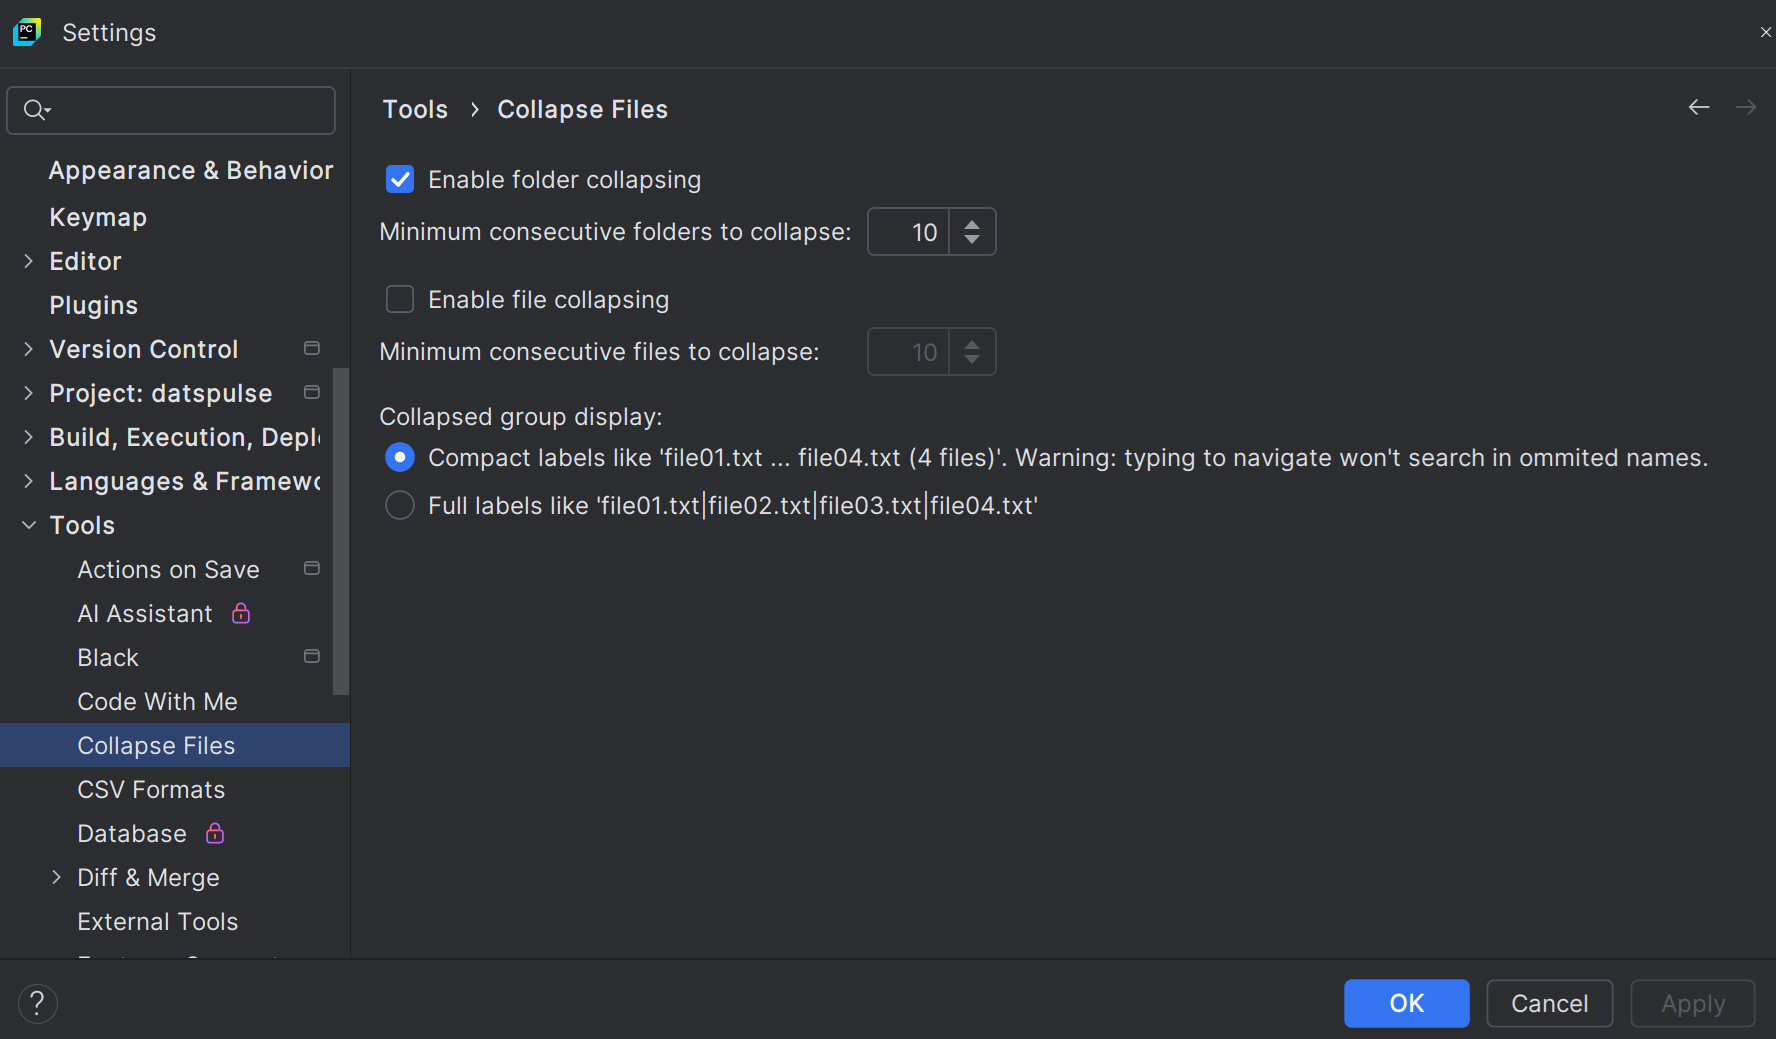 PC
Settings
Tools › Collapse Files
Appearance & Behavior
Keymap
Editor
Plugins
Version Control
Project: datspulse
Build, Execution, Depl
Languages & Framewo
Tools
Actions on Save
AI Assistant
Black
Code With Me
Collapse Files
CSV Formats
Database
Diff & Merge
External Tools
Enable folder collapsing
Minimum consecutive folders to collapse: 10
Enable file collapsing
Minimum consecutive files to collapse: 10
Collapsed group display:
Compact labels like 'file01.txt ... file04.txt (4 files)'. Warning: typing to navigate won't search in ommited names.
Full labels like 'file01.txt|file02.txt|file03.txt|file04.txt'
?
OK Cancel Apply